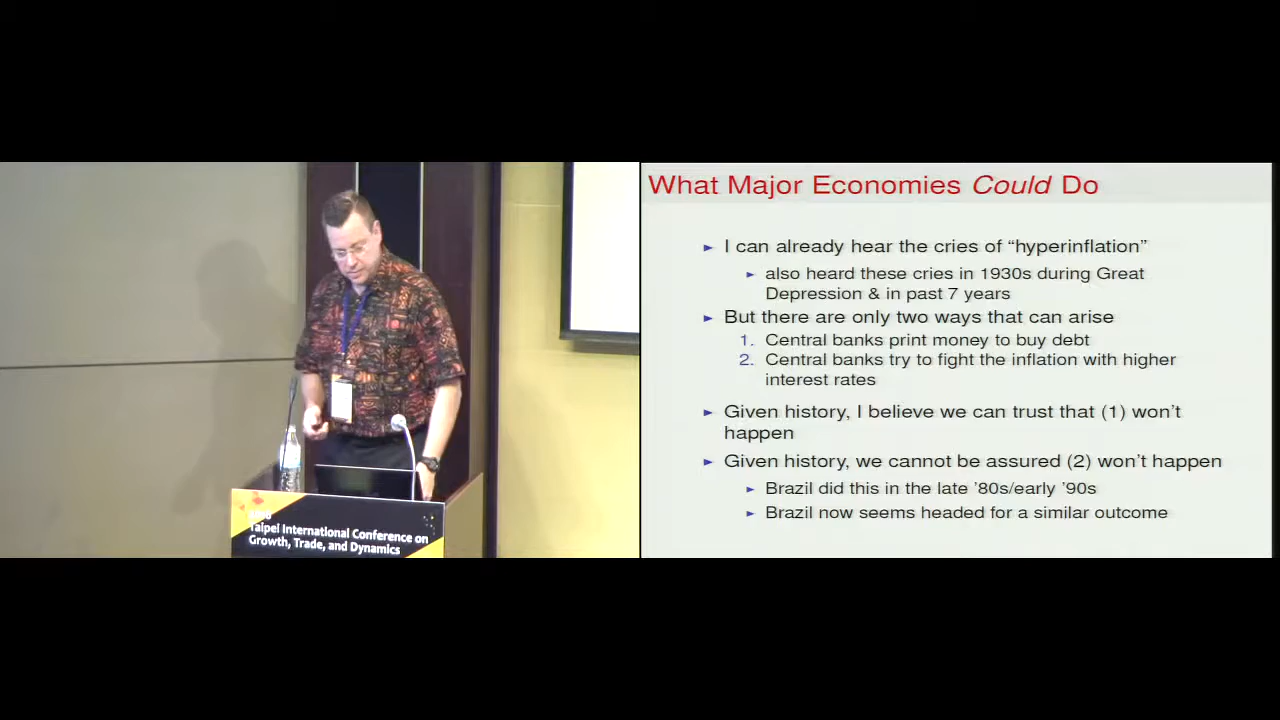 What Major Economies Could Do
► I can already hear the cries of “hyperinflation”
► also heard these cries in 1930s during Great
Depression & in past 7 years
► But there are only two ways that can arise
1. Central banks print money to buy debt
2. Central banks try to fight the inflation with higher
interest rates
► Given history, I believe we can trust that (1) won't
happen
► Given history, we cannot be assured (2) won't happen
► Brazil did this in the late '80s/early '90s
► Brazil now seems headed for a similar outcome
Taipei International Conference on
Growth, Trade, and Dynamics